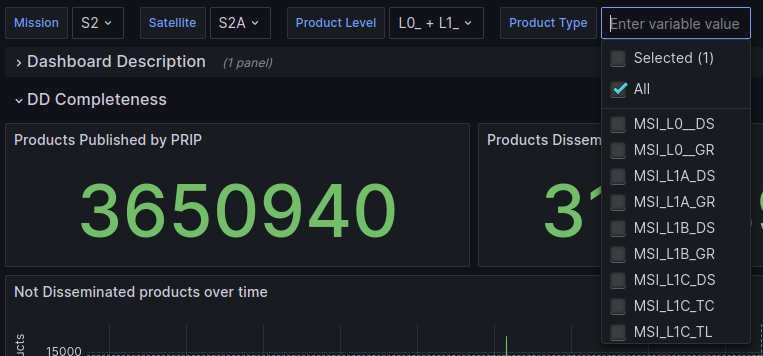 Mission S2 Satellite S2A Product Level L0_ + L1_ Product Type Enter variable value
Dashboard Description (1 panel)
Selected (1)
All
DD Completeness
Products Published by PRIP
3650940
Products Dissem
MSI_L0__DS
MSI_L0__GR
MSI_L1A_DS
MSI_L1A_GR
MSI_L1B_DS
MSI_L1B_GR
MSI_L1C_DS
MSI_L1C_TC
MSI_L1C_TL
Not Disseminated products over time
15000